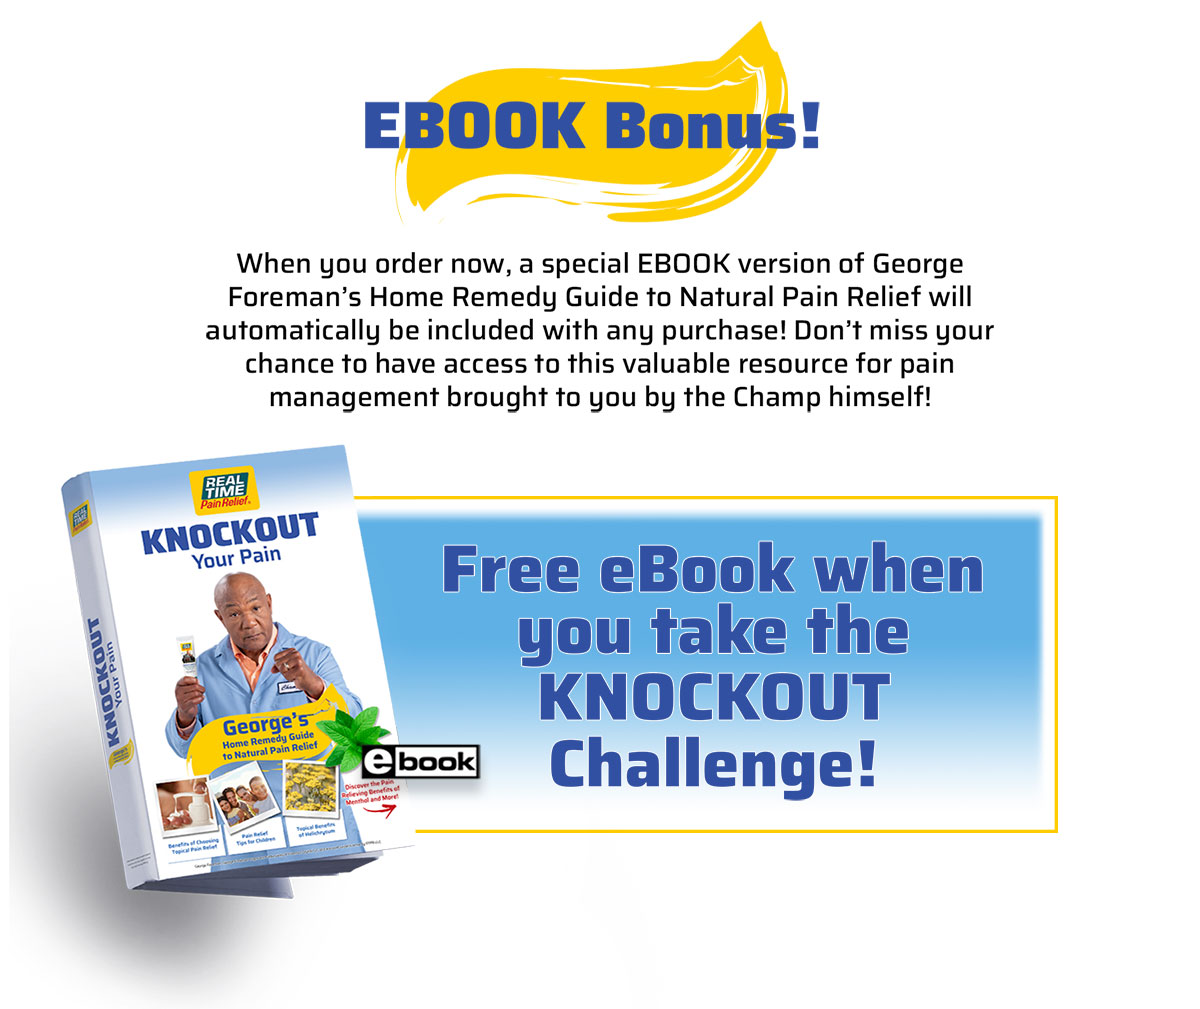 EBOOK Bonus!
When you order now, a special EBOOK version of George
Foreman’s Home Remedy Guide to Natural Pain Relief will
automatically be included with any purchase! Don’t miss your
chance to have access to this valuable resource for pain
management brought to you by the Champ himself!
REAL
TIME
Pain Relief
KNOCKOUT
Your Pain
George's
Home Remedy Guide
to Natural Pain Relief
ebook
Discover the Pain
Relieving Benefits of
Menthol and More!
Benefits of Choosing
Topical Pain Relief
Pain Relief
Tips for Children
Topical Benefits
of Helichrysum
REAL
TIME
Pain Relief
KNOCKOUT
Your Pain
Free eBook when
you take the
KNOCKOUT
Challenge!